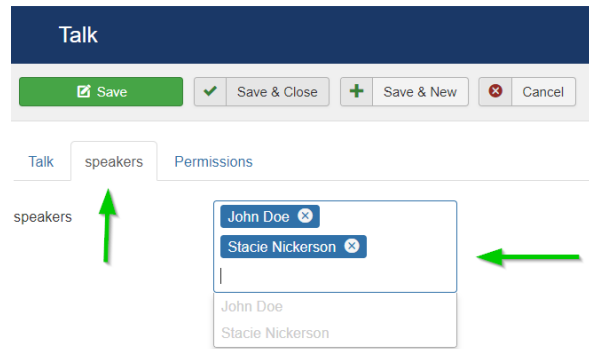 Talk
Save Save & Close Save & New Cancel
Talk speakers Permissions
speakers John Doe
Stacie Nickerson
John Doe
Stacie Nickerson